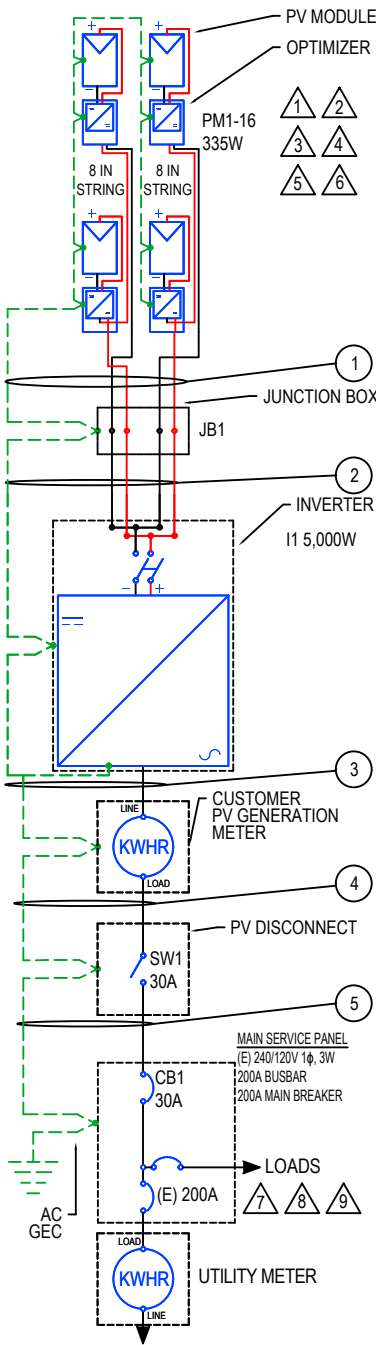 PV MODULE
OPTIMIZER
+
+
−
−
PM1-16
335W
1
2
3
4
5
6
8 IN
STRING
8 IN
STRING
+
+
−
−
1
JUNCTION BOX
JB1
2
INVERTER
I1 5,000W
−
+
3
CUSTOMER
PV GENERATION
METER
LINE
KWHR
LOAD
4
PV DISCONNECT
SW1
30A
5
MAIN SERVICE PANEL
(E) 240/120V 1ϕ, 3W
200A BUSBAR
200A MAIN BREAKER
CB1
30A
LOADS
(E) 200A
7
8
9
AC
GEC
LOAD
KWHR
UTILITY METER
LINE